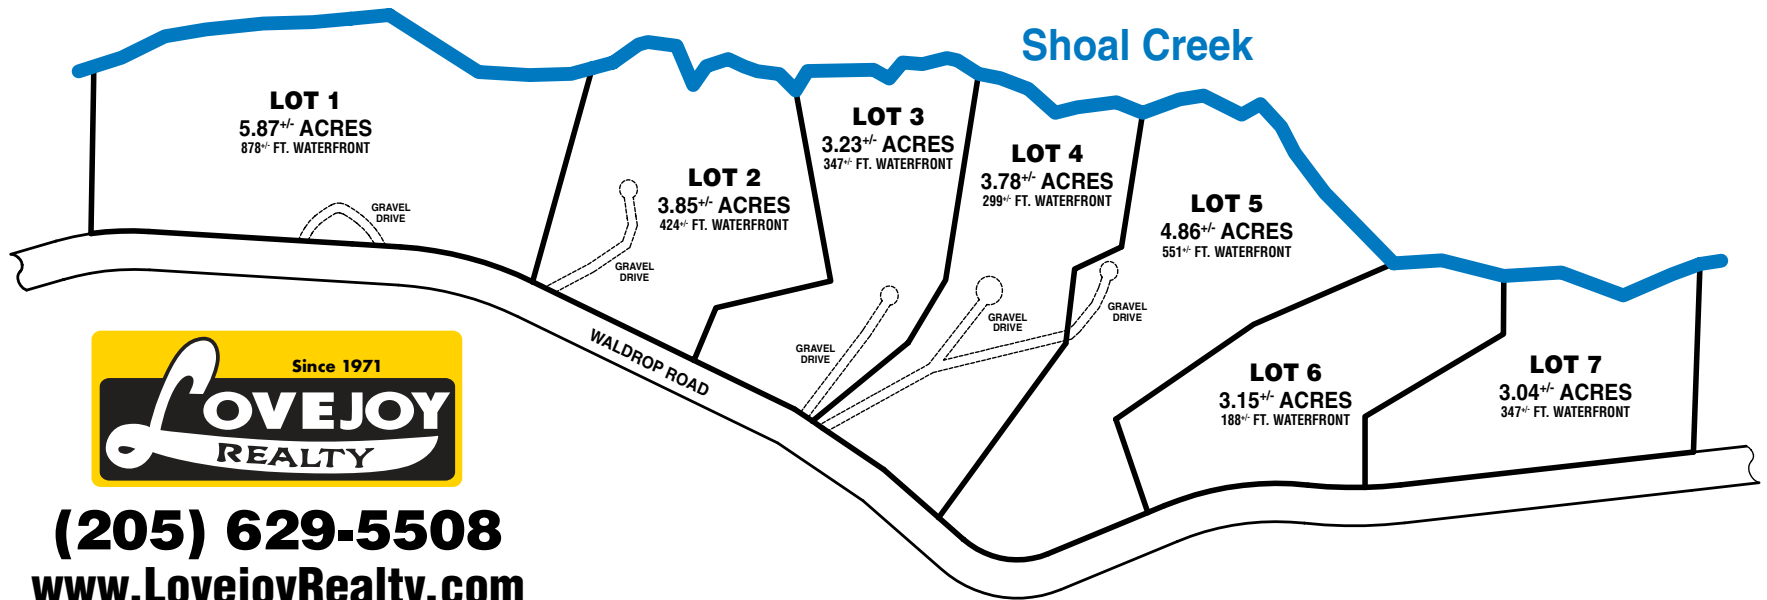 Shoal Creek
LOT 1
5.87+/- ACRES
878+/- FT. WATERFRONT
GRAVEL
DRIVE
LOT 2
3.85+/- ACRES
424+/- FT. WATERFRONT
GRAVEL
DRIVE
LOT 3
3.23+/- ACRES
347+/- FT. WATERFRONT
GRAVEL
DRIVE
LOT 4
3.78+/- ACRES
299+/- FT. WATERFRONT
GRAVEL
DRIVE
LOT 5
4.86+/- ACRES
551+/- FT. WATERFRONT
GRAVEL
DRIVE
LOT 6
3.15+/- ACRES
188+/- FT. WATERFRONT
LOT 7
3.04+/- ACRES
347+/- FT. WATERFRONT
WALDROP ROAD
Since 1971
LOVEJOY
REALTY
(205) 629-5508
www.LovejoyRealty.com